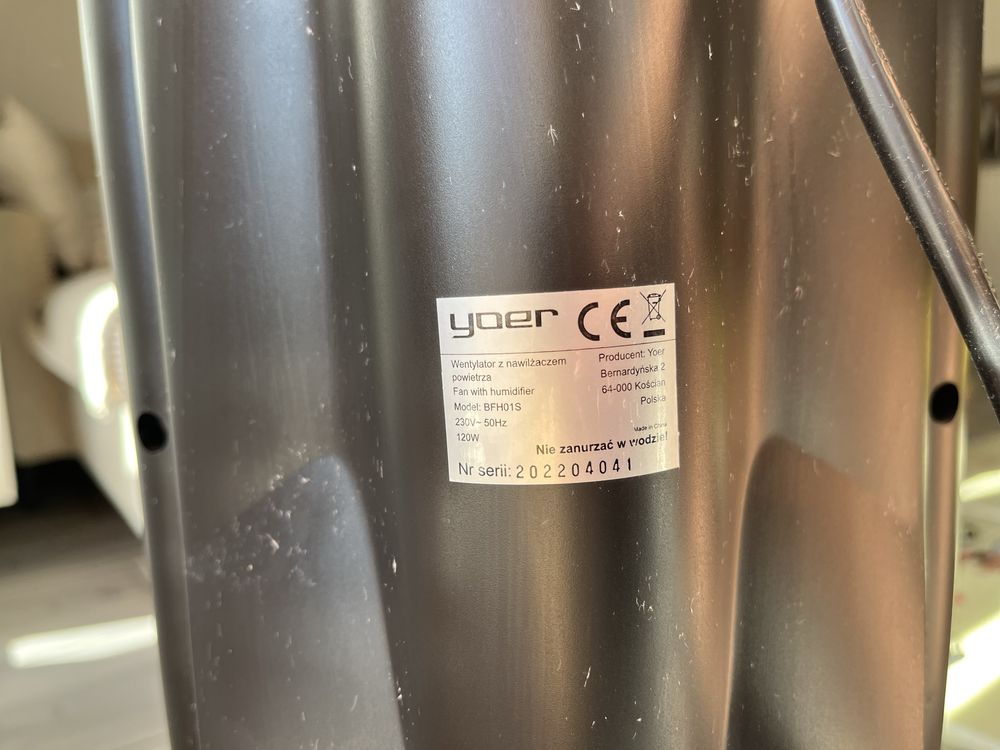 yoer CE
Wentylator z nawilżaczem
powietrza
Fan with humidifier
Model: BFH01S
230V~ 50Hz
120W
Producent: Yoer
Bernardyńska 2
64-000 Kościan
Polska
Made in China
Nie zanurzać w wodzie!
Nr serii: 202204041